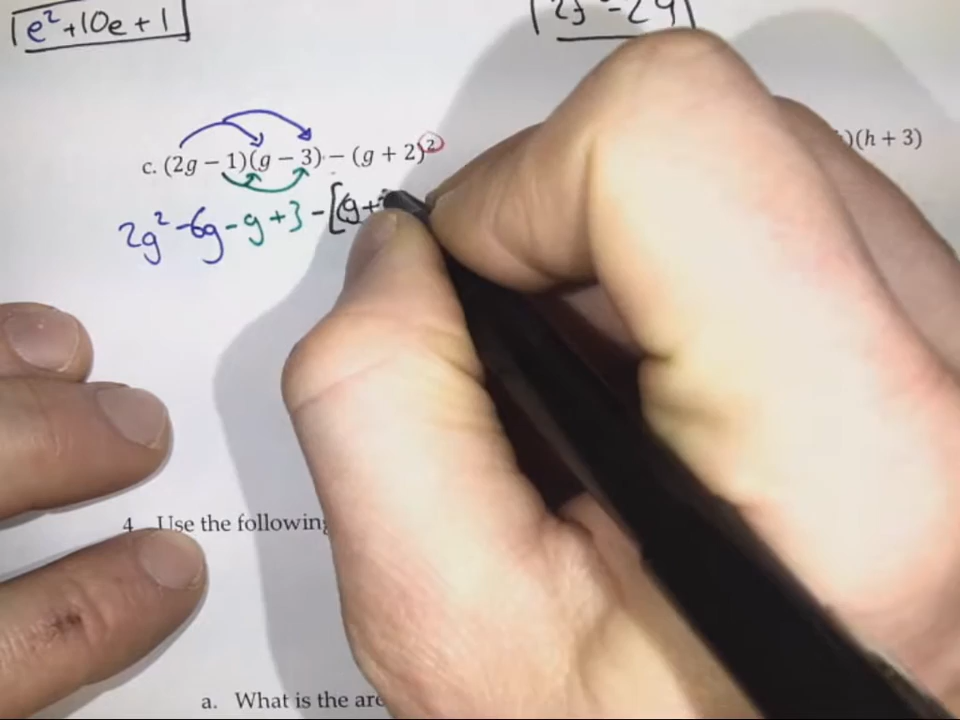 e² + 10e + 1
c. (2g − 1)(g − 3) − (g + 2)²
)(h + 3)
2g² - 6g - g + 3 - [(g +
4 Use the following
a. What is the are